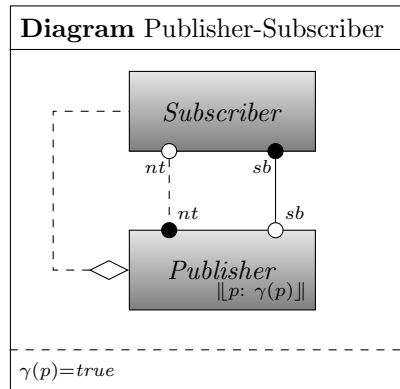 Diagram Publisher-Subscriber
Subscriber
nt sb
nt sb
Publisher
‖⌊p: γ(p)⌋‖
γ(p)=true